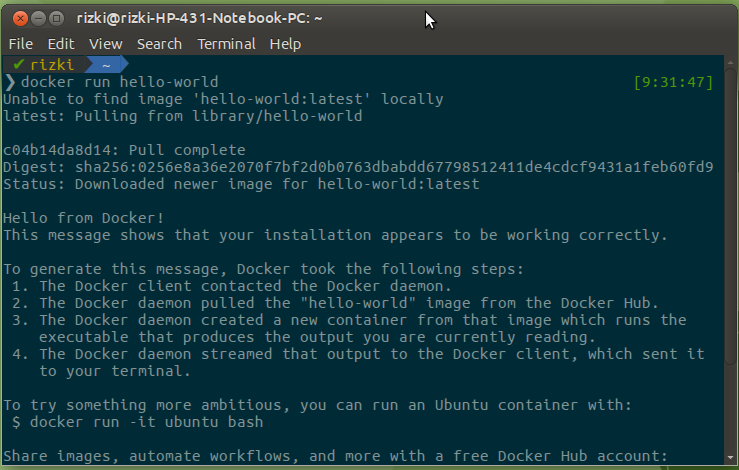 rizki@rizki-HP-431-Notebook-PC: ~
File Edit View Search Terminal Help
✔ rizki ~
❯ docker run hello-world [9:31:47]
Unable to find image 'hello-world:latest' locally
latest: Pulling from library/hello-world
c04b14da8d14: Pull complete
Digest: sha256:0256e8a36e2070f7bf2d0b0763dbabdd67798512411de4cdcf9431a1feb60fd9
Status: Downloaded newer image for hello-world:latest
Hello from Docker!
This message shows that your installation appears to be working correctly.
To generate this message, Docker took the following steps:
1. The Docker client contacted the Docker daemon.
2. The Docker daemon pulled the "hello-world" image from the Docker Hub.
3. The Docker daemon created a new container from that image which runs the
executable that produces the output you are currently reading.
4. The Docker daemon streamed that output to the Docker client, which sent it
to your terminal.
To try something more ambitious, you can run an Ubuntu container with:
$ docker run -it ubuntu bash
Share images, automate workflows, and more with a free Docker Hub account: